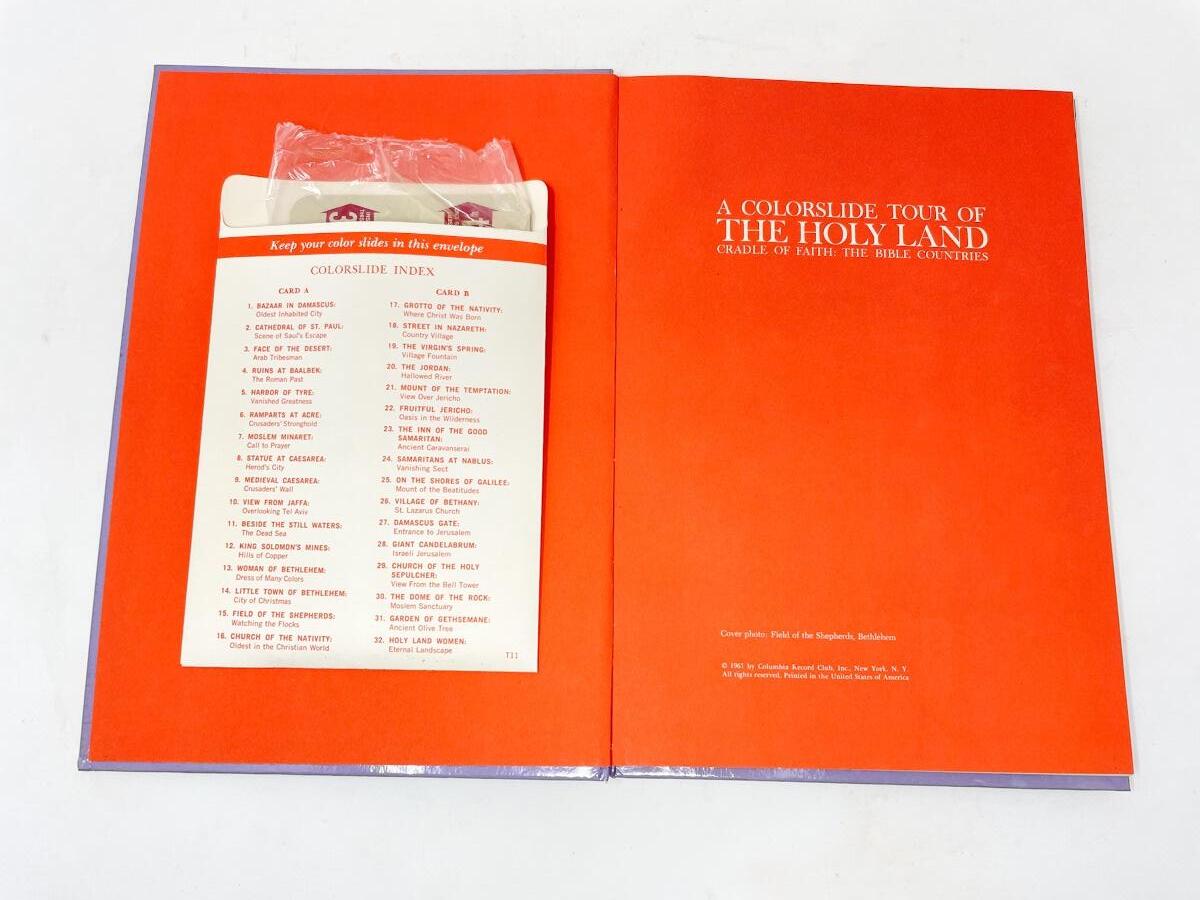 Keep your color slides in this envelope
COLORSLIDE INDEX
CARD A
1. BAZAAR IN DAMASCUS:
Oldest Inhabited City
2. CATHEDRAL OF ST. PAUL:
Scene of Saul's Escape
3. FACE OF THE DESERT:
Arab Tribesman
4. RUINS AT BAALBEK:
The Roman Past
5. HARBOR OF TYRE:
Vanished Greatness
6. RAMPARTS AT ACRE:
Crusaders' Stronghold
7. MOSLEM MINARET:
Call to Prayer
8. STATUE AT CAESAREA:
Herod's City
9. MEDIEVAL CAESAREA:
Crusaders' Wall
10. VIEW FROM JAFFA:
Overlooking Tel Aviv
11. BESIDE THE STILL WATERS:
The Dead Sea
12. KING SOLOMON'S MINES:
Hills of Copper
13. WOMAN OF BETHLEHEM:
Dress of Many Colors
14. LITTLE TOWN OF BETHLEHEM:
City of Christmas
15. FIELD OF THE SHEPHERDS:
Watching the Flocks
16. CHURCH OF THE NATIVITY:
Oldest in the Christian World
CARD B
17. GROTTO OF THE NATIVITY:
Where Christ Was Born
18. STREET IN NAZARETH:
Country Village
19. THE VIRGIN'S SPRING:
Village Fountain
20. THE JORDAN:
Hallowed River
21. MOUNT OF THE TEMPTATION:
View Over Jericho
22. FRUITFUL JERICHO:
Oasis in the Wilderness
23. THE INN OF THE GOOD
SAMARITAN:
Ancient Caravanserai
24. SAMARITANS AT NABLUS:
Vanishing Sect
25. ON THE SHORES OF GALILEE:
Mount of the Beatitudes
26. VILLAGE OF BETHANY:
St. Lazarus Church
27. DAMASCUS GATE:
Entrance to Jerusalem
28. GIANT CANDELABRUM:
Israeli Jerusalem
29. CHURCH OF THE HOLY
SEPULCHER:
View From the Bell Tower
30. THE DOME OF THE ROCK:
Moslem Sanctuary
31. GARDEN OF GETHSEMANE:
Ancient Olive Tree
32. HOLY LAND WOMEN:
Eternal Landscape
T11
A COLORSLIDE TOUR OF
THE HOLY LAND
CRADLE OF FAITH: THE BIBLE COUNTRIES
Cover photo: Field of the Shepherds, Bethlehem
© by Columbia Record Club, Inc., New York, N. Y.
All rights reserved. Printed in the United States of America